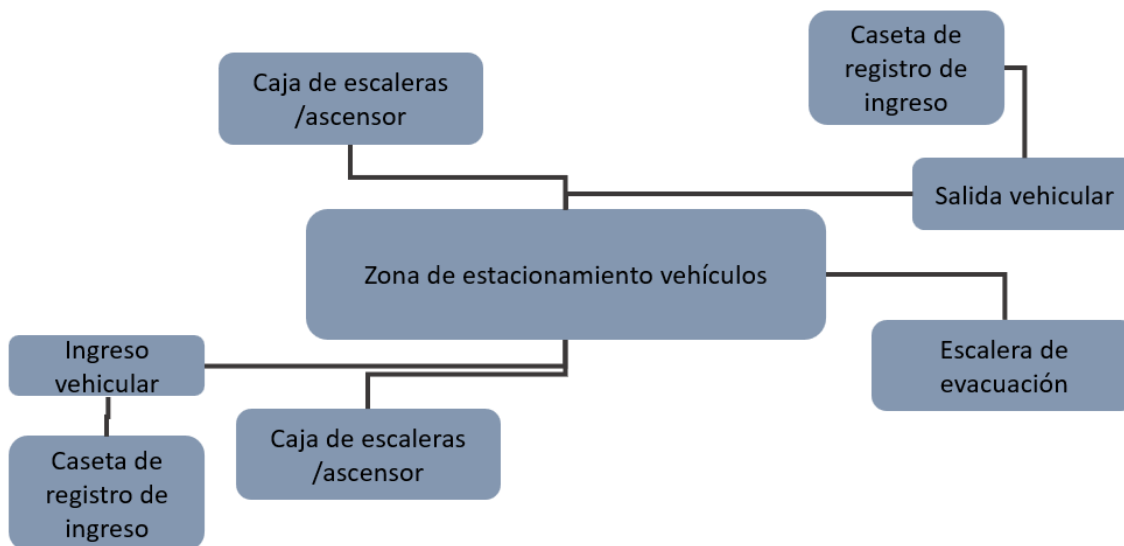 Caja de escaleras
/ascensor
Caseta de
registro de
ingreso
Salida vehicular
Zona de estacionamiento vehículos
Escalera de
evacuación
Ingreso
vehicular
Caja de escaleras
/ascensor
Caseta de
registro de
ingreso